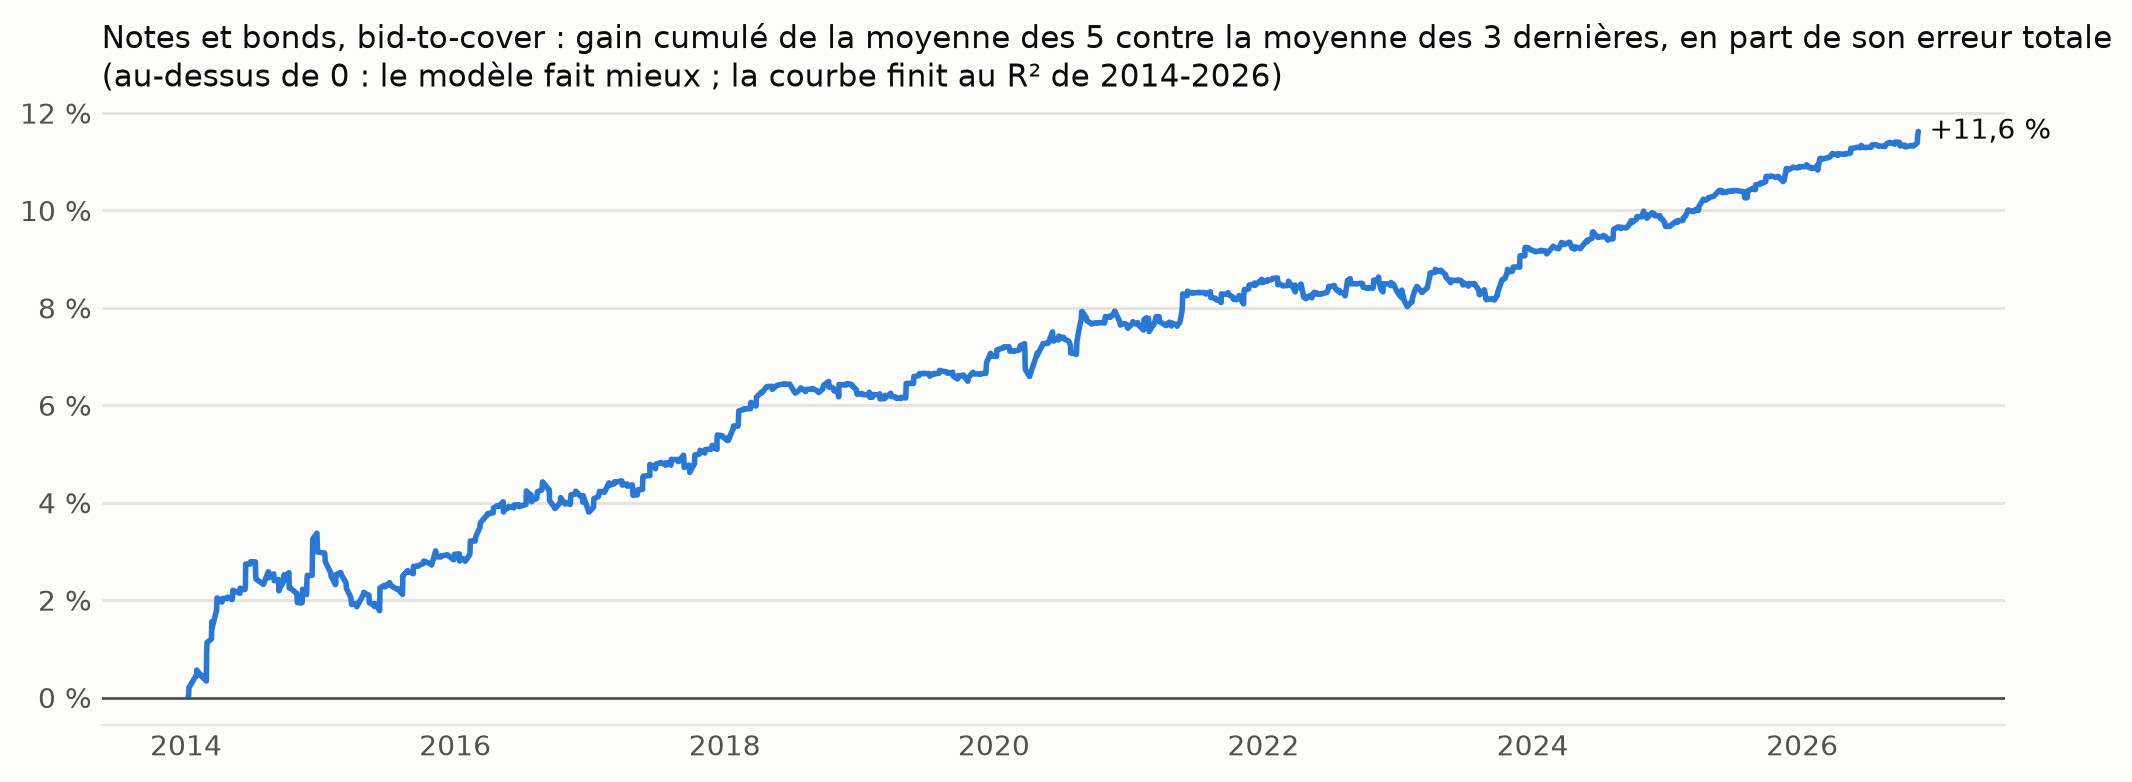 Notes et bonds, bid-to-cover : gain cumulé de la moyenne des 5 contre la moyenne des 3 dernières, en part de son erreur totale
(au-dessus de 0 : le modèle fait mieux ; la courbe finit au R² de 2014-2026)
12 %
+11,6 %
10 %
8 %
6 %
4 %
2 %
0 %
2014 2016 2018 2020 2022 2024 2026